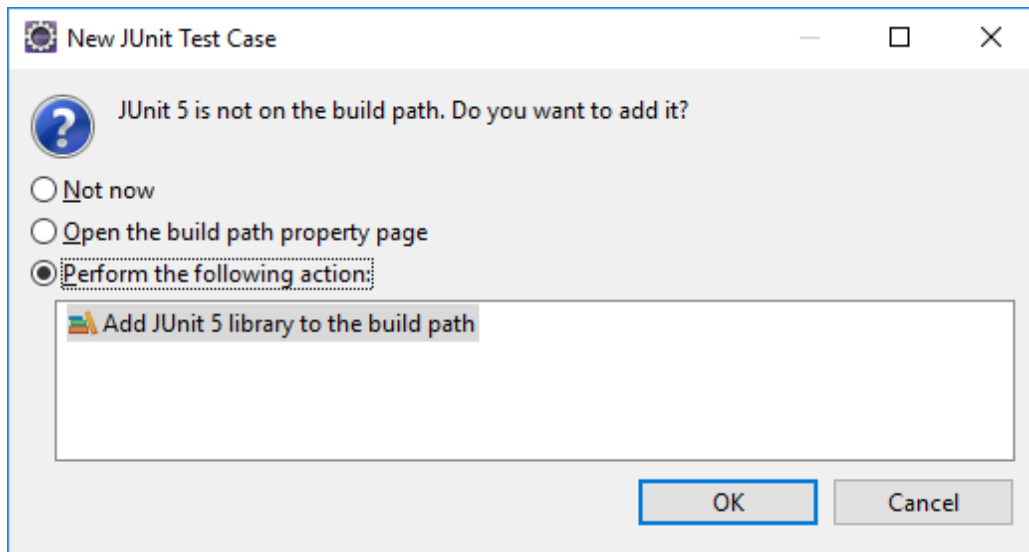 New JUnit Test Case
JUnit 5 is not on the build path. Do you want to add it?
Not now
Open the build path property page
Perform the following action:
Add JUnit 5 library to the build path
OK
Cancel